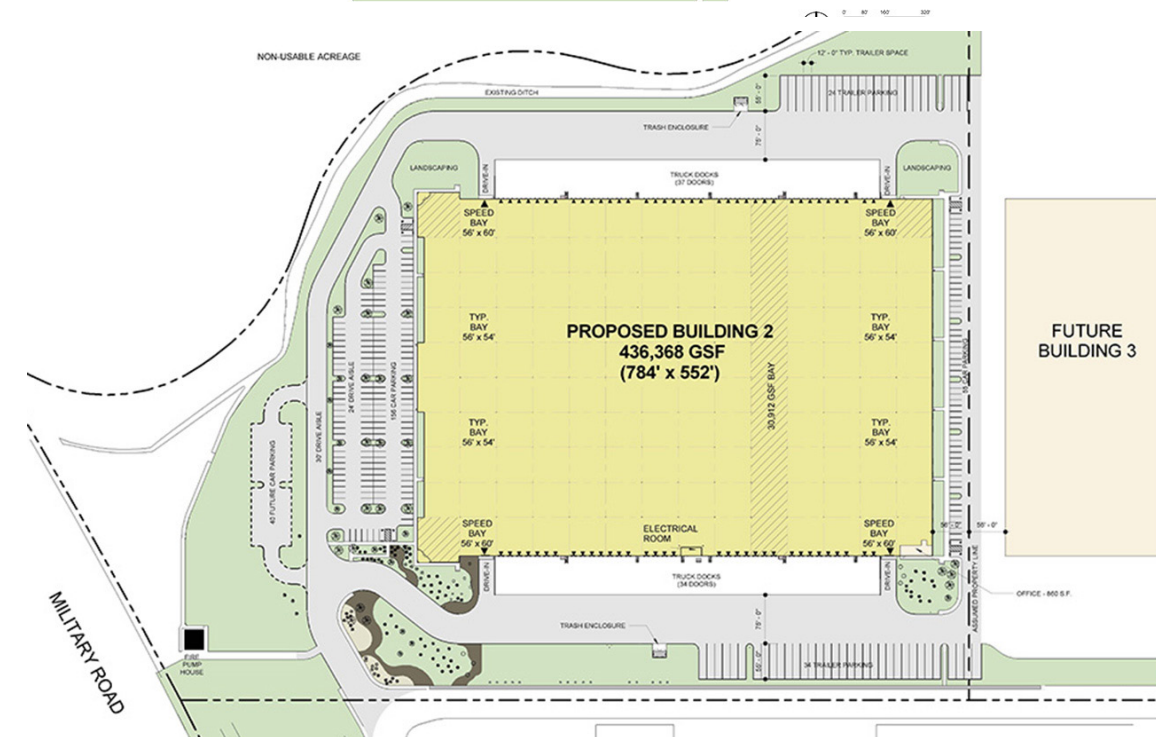 0' 80' 160' 320'
NON-USABLE ACREAGE
12' - 0" TYP. TRAILER SPACE
EXISTING DITCH
24 TRAILER PARKING
55' - 0"
TRASH ENCLOSURE
75' - 0"
LANDSCAPING
DRIVE-IN
TRUCK DOCKS
(37 DOORS)
DRIVE-IN
LANDSCAPING
SPEED
BAY
56' x 60'
SPEED
BAY
56' x 60'
TYP.
BAY
56' x 54'
PROPOSED BUILDING 2
436,368 GSF
(784' x 552')
TYP.
BAY
56' x 54'
FUTURE
BUILDING 3
30' DRIVE AISLE
24' DRIVE AISLE
156 CAR PARKING
30,912 GSF BAY
55 CAR PARKING
40 FUTURE CAR PARKING
TYP.
BAY
56' x 54'
TYP.
BAY
56' x 54'
SPEED
BAY
56' x 60'
ELECTRICAL
ROOM
SPEED
BAY
56' x 60'
56' - 0"
ASSUMED PROPERTY LINE
DRIVE-IN
TRUCK DOCKS
(34 DOORS)
DRIVE-IN
OFFICE - 860 S.F.
MILITARY ROAD
TRASH ENCLOSURE
75' - 0"
FIRE
PUMP
HOUSE
55' - 0"
34 TRAILER PARKING